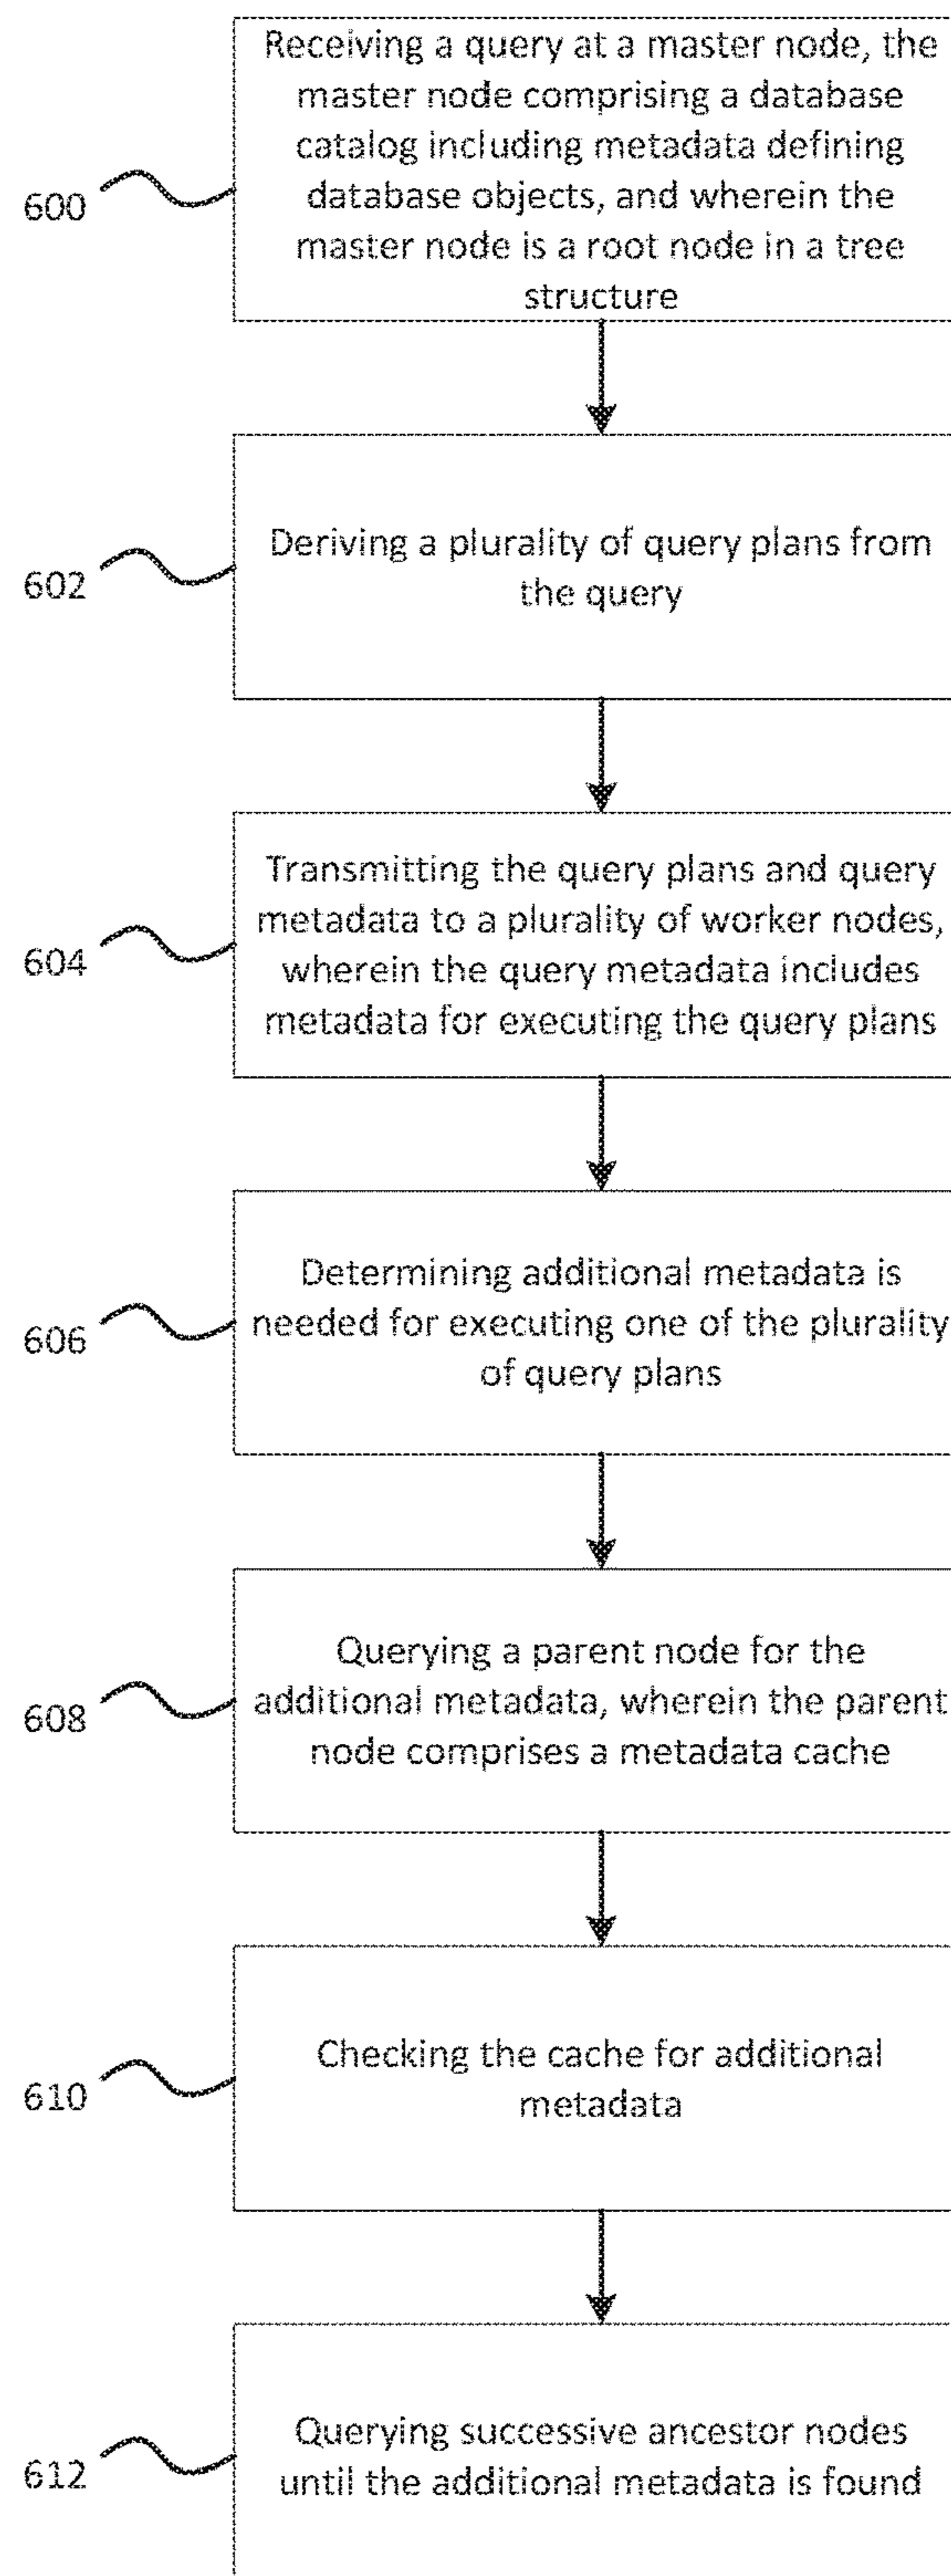 Receiving a query at a master node, the
master node comprising a database
catalog including metadata defining
database objects, and wherein the
master node is a root node in a tree
structure
600
Deriving a plurality of query plans from
the query
602
Transmitting the query plans and query
metadata to a plurality of worker nodes,
wherein the query metadata includes
metadata for executing the query plans
604
Determining additional metadata is
needed for executing one of the plurality
of query plans
606
Querying a parent node for the
additional metadata, wherein the parent
node comprises a metadata cache
608
Checking the cache for additional
metadata
610
Querying successive ancestor nodes
until the additional metadata is found
612